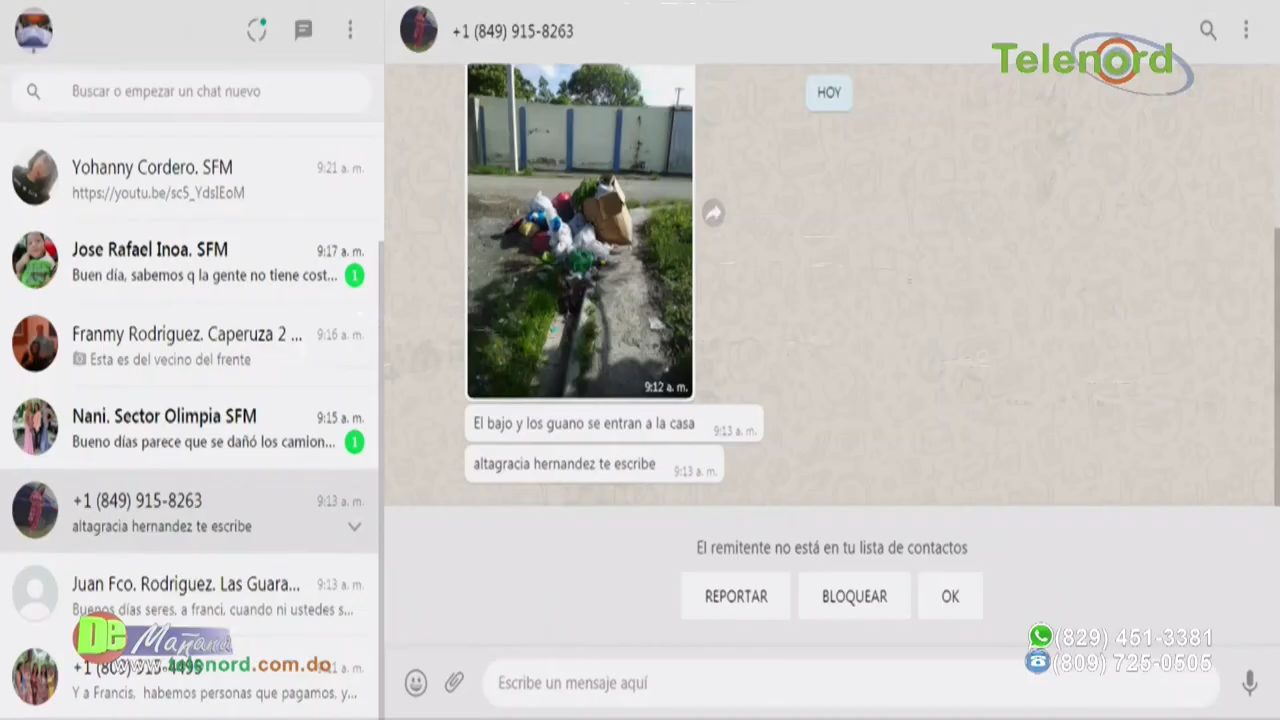 +1 (849) 915-8263
Telenord
Buscar o empezar un chat nuevo
HOY
Yohanny Cordero. SFM
9:21 a. m.
https://youtu.be/sc5_YdsIEoM
Jose Rafael Inoa. SFM
9:17 a. m.
Buen día, sabemos q la gente no tiene cost...
1
Franmy Rodriguez. Caperuza 2 ...
9:16 a. m.
Esta es del vecino del frente
9:12 a. m.
Nani. Sector Olimpia SFM
9:15 a. m.
Bueno días parece que se dañó los camion...
1
El bajo y los guano se entran a la casa
9:13 a. m.
altagracia hernandez te escribe
9:13 a. m.
+1 (849) 915-8263
9:13 a. m.
altagracia hernandez te escribe
El remitente no está en tu lista de contactos
REPORTAR
BLOQUEAR
OK
Juan Fco. Rodriguez. Las Guara...
9:13 a. m.
Buenos días seres, a franci, cuando ni ustedes s...
De Mañana
www.telenord.com.do
Y a Francis, habemos personas que pagamos, y...
(829) 451-3381
(809) 725-0505
Escribe un mensaje aquí